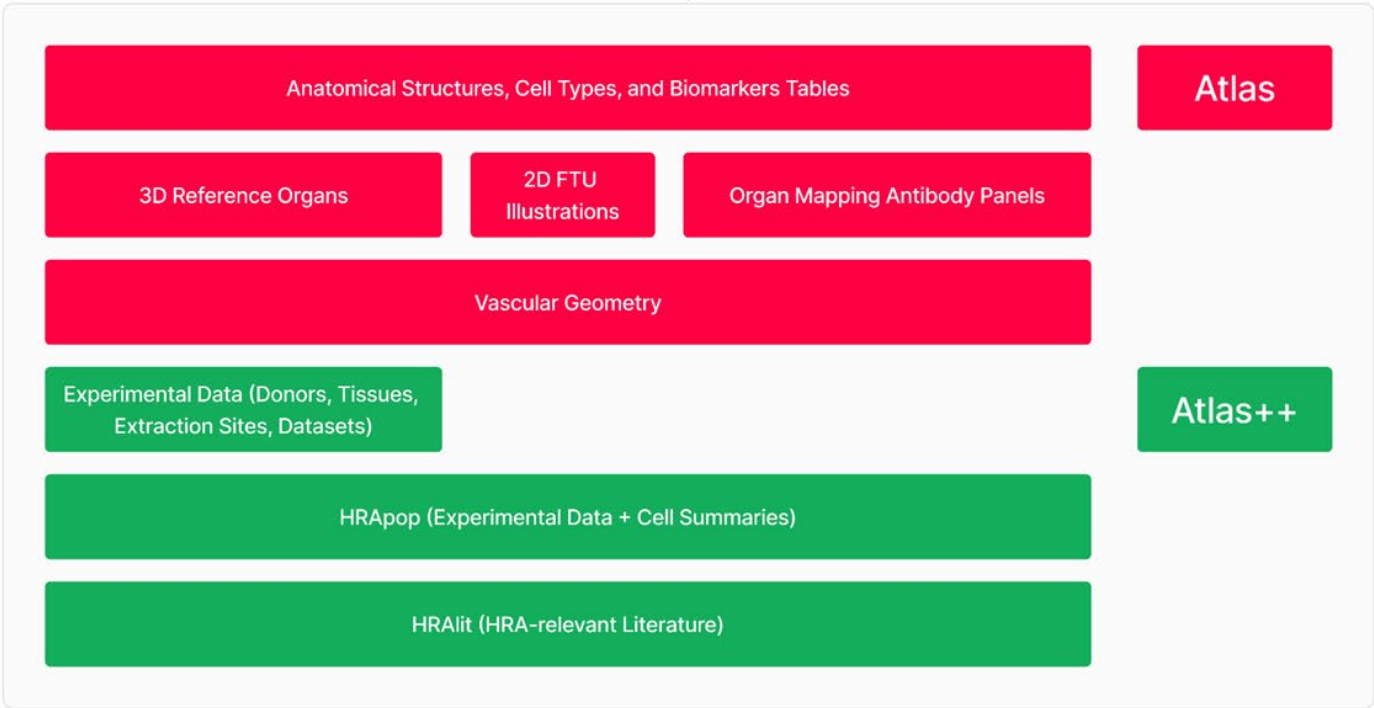 Anatomical Structures, Cell Types, and Biomarkers Tables
Atlas
3D Reference Organs
2D FTU
Illustrations
Organ Mapping Antibody Panels
Vascular Geometry
Experimental Data (Donors, Tissues,
Extraction Sites, Datasets)
Atlas++
HRApop (Experimental Data + Cell Summaries)
HRAlit (HRA-relevant Literature)